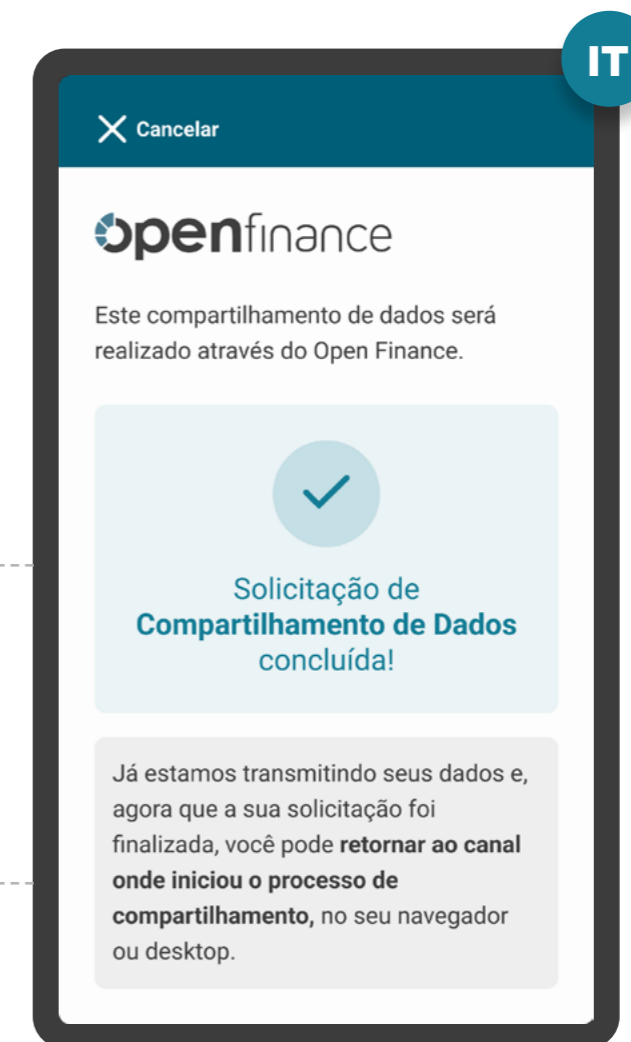 IT
Cancelar
openfinance
Este compartilhamento de dados será
realizado através do Open Finance.
Solicitação de
Compartilhamento de Dados
concluída!
Já estamos transmitindo seus dados e,
agora que a sua solicitação foi
finalizada, você pode retornar ao canal
onde iniciou o processo de
compartilhamento, no seu navegador
ou desktop.